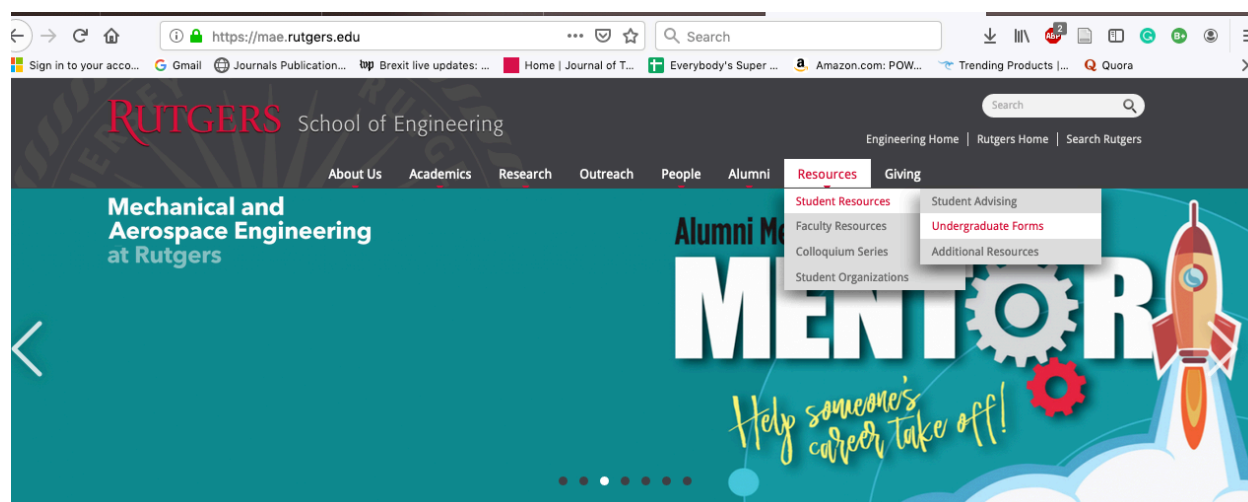 https://mae.rutgers.edu
Search
2
ABP
Sign in to your acco...
G Gmail
Journals Publication...
wp Brexit live updates: ...
Home | Journal of T...
Everybody's Super ...
a Amazon.com: POW...
Trending Products |...
Q Quora
RUTGERS School of Engineering
Search
Engineering Home | Rutgers Home | Search Rutgers
About Us Academics Research Outreach People Alumni Resources Giving
Student Resources
Faculty Resources
Colloquium Series
Student Organizations
Student Advising
Undergraduate Forms
Additional Resources
Mechanical and
Aerospace Engineering
at Rutgers
Alumni Me
MENTOR
Help someone's
career take off!